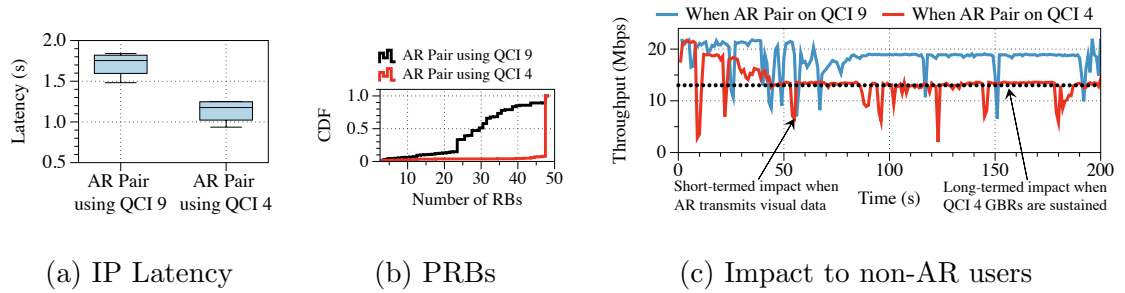 Latency (s)
2.0
1.5
1.0
0.5
AR Pair
using QCI 9
AR Pair
using QCI 4
(a) IP Latency
AR Pair using QCI 9
AR Pair using QCI 4
CDF
1.0
0.5
0
10
20
30
40
50
Number of RBs
(b) PRBs
When AR Pair on QCI 9
When AR Pair on QCI 4
Throughput (Mbps)
20
10
0
0
50
100
150
200
Time (s)
Short-termed impact when
AR transmits visual data
Long-termed impact when
QCI 4 GBRs are sustained
(c) Impact to non-AR users